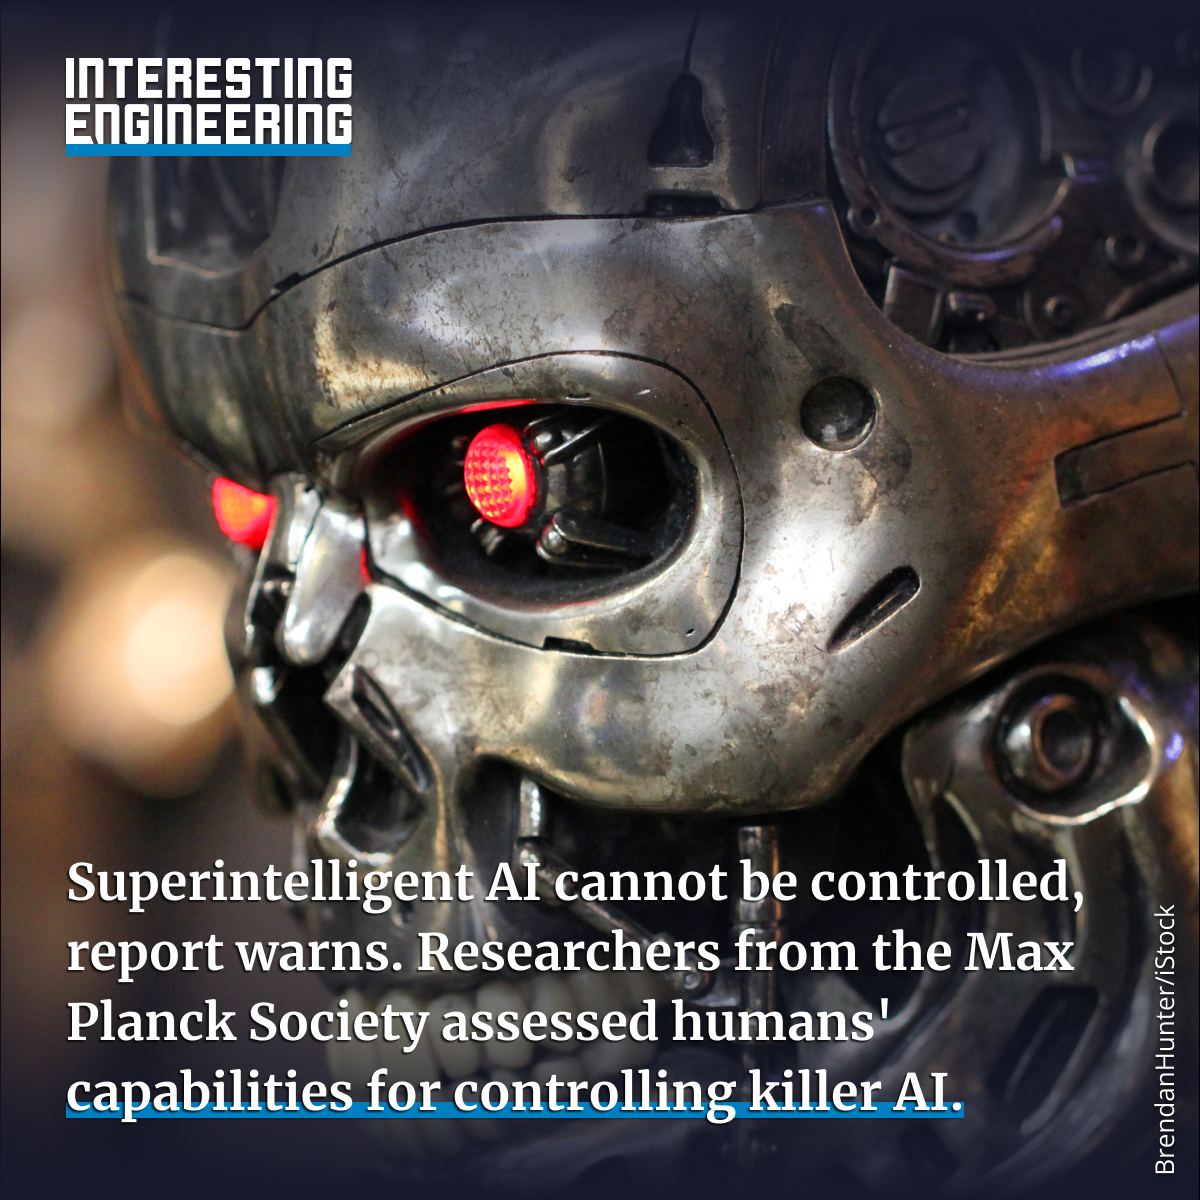 INTERESTING
ENGINEERING
Superintelligent AI cannot be controlled,
report warns. Researchers from the Max
Planck Society assessed humans'
capabilities for controlling killer AI.
BrendanHunter/iStock